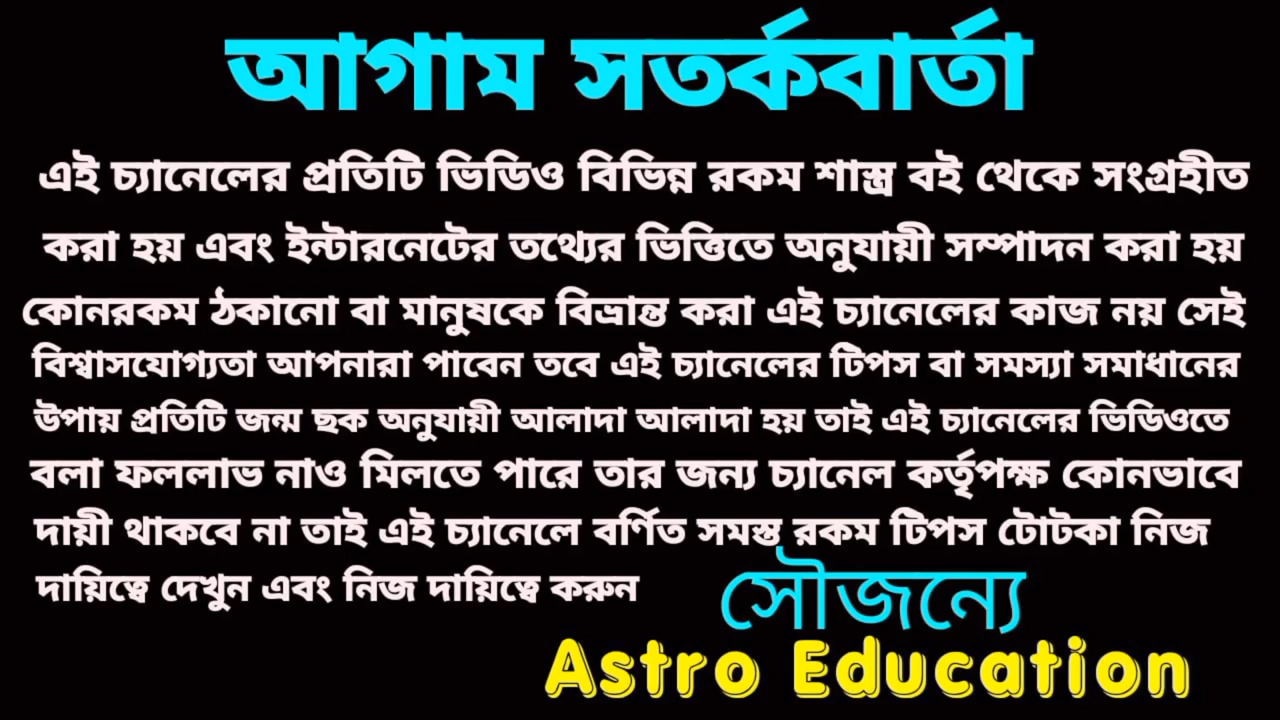 আগাম সতর্কবার্তা
এই চ্যানেলের প্রতিটি ভিডিও বিভিন্ন রকম শাস্ত্র বই থেকে সংগ্রহীত
করা হয় এবং ইন্টারনেটের তথ্যের ভিত্তিতে অনুযায়ী সম্পাদন করা হয়
কোনরকম ঠকানো বা মানুষকে বিভ্রান্ত করা এই চ্যানেলের কাজ নয় সেই
বিশ্বাসযোগ্যতা আপনারা পাবেন তবে এই চ্যানেলের টিপস বা সমস্যা সমাধানের
উপায় প্রতিটি জন্ম ছক অনুযায়ী আলাদা আলাদা হয় তাই এই চ্যানেলের ভিডিওতে
বলা ফললাভ নাও মিলতে পারে তার জন্য চ্যানেল কর্তৃপক্ষ কোনভাবে
দায়ী থাকবে না তাই এই চ্যানেলে বর্ণিত সমস্ত রকম টিপস টোটকা নিজ
দায়িত্বে দেখুন এবং নিজ দায়িত্বে করুন
সৌজন্যে
Astro Education